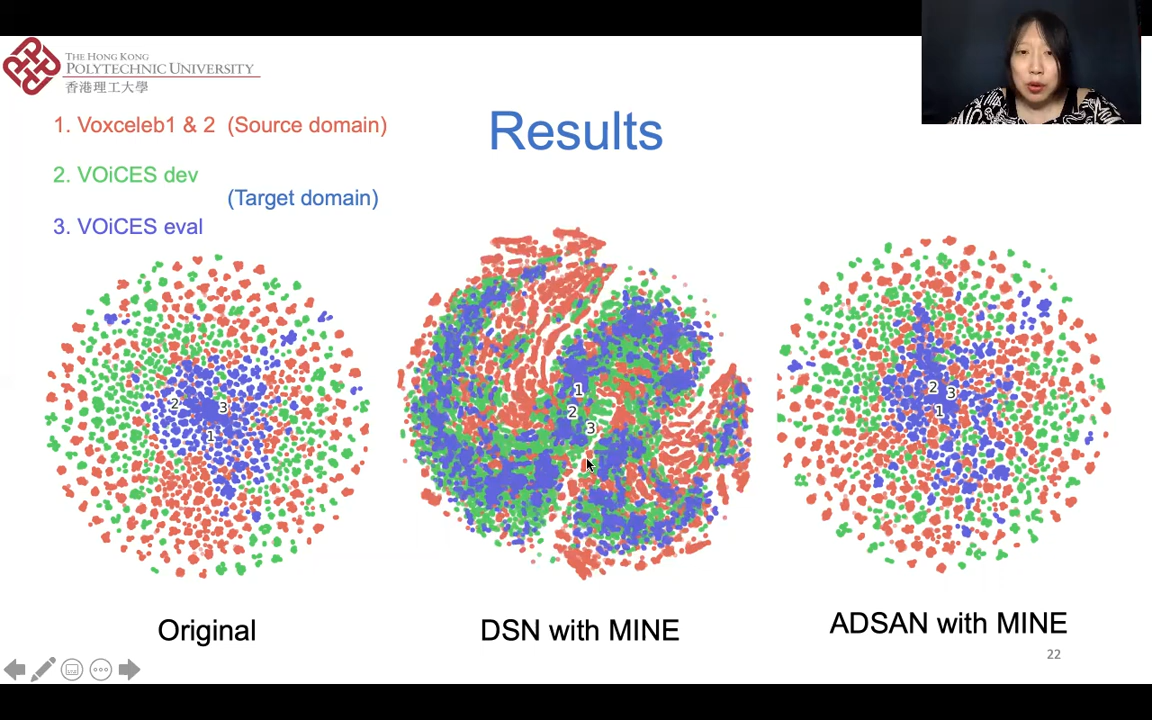 THE HONG KONG
POLYTECHNIC UNIVERSITY
香港理工大學
1. Voxceleb1 & 2 (Source domain)
Results
2. VOiCES dev
(Target domain)
3. VOiCES eval
2 3
1
1
2
3
2 3
1
Original
DSN with MINE
ADSAN with MINE
22